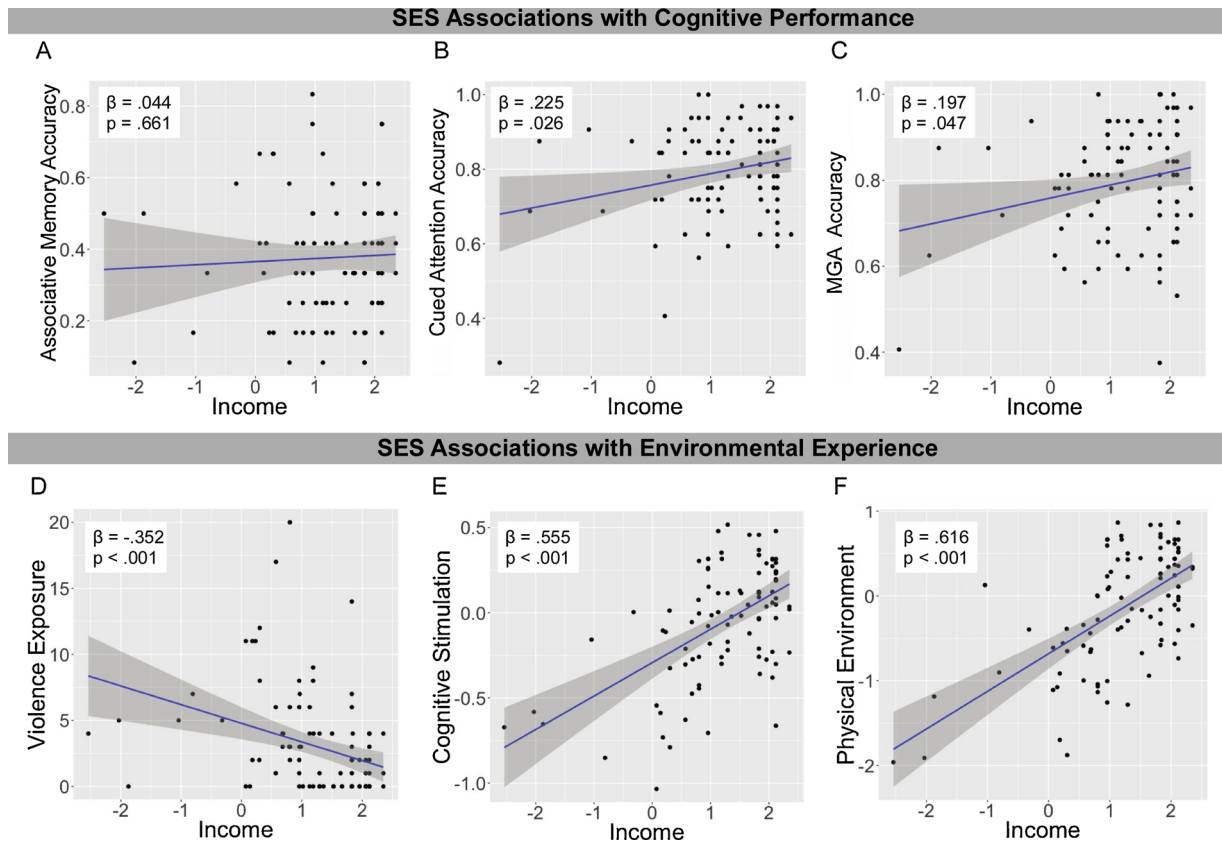 SES Associations with Cognitive Performance
A
B
C
β = .044
p = .661
Associative Memory Accuracy
0.8
0.6
0.4
0.2
-2
-1
0
1
2
Income
β = .225
p = .026
Cued Attention Accuracy
1.0
0.8
0.6
0.4
-2
-1
0
1
2
Income
β = .197
p = .047
MGA Accuracy
1.0
0.8
0.6
0.4
-2
-1
0
1
2
Income
SES Associations with Environmental Experience
D
E
F
β = -.352
p < .001
Violence Exposure
20
15
10
5
0
-2
-1
0
1
2
Income
β = .555
p < .001
Cognitive Stimulation
0.5
0.0
-0.5
-1.0
-2
-1
0
1
2
Income
β = .616
p < .001
Physical Environment
1
0
-1
-2
-2
-1
0
1
2
Income